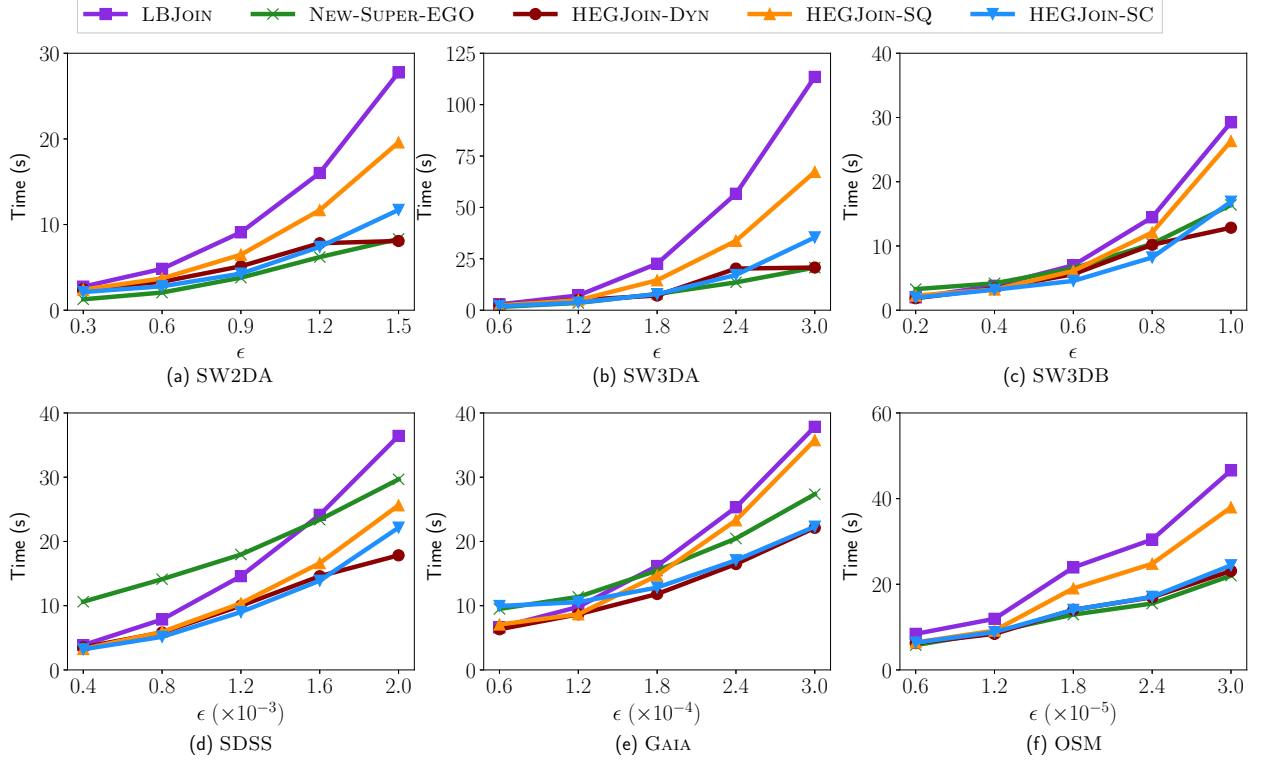 LBJOIN NEW-SUPER-EGO HEGJOIN-DYN HEGJOIN-SQ HEGJOIN-SC
30
20
10
0
Time (s)
0.3 0.6 0.9 1.2 1.5
ϵ
(a) SW2DA
125
100
75
50
25
0
Time (s)
0.6 1.2 1.8 2.4 3.0
ϵ
(b) SW3DA
40
30
20
10
0
Time (s)
0.2 0.4 0.6 0.8 1.0
ϵ
(c) SW3DB
40
30
20
10
0
Time (s)
0.4 0.8 1.2 1.6 2.0
ϵ (×10⁻³)
(d) SDSS
40
30
20
10
0
Time (s)
0.6 1.2 1.8 2.4 3.0
ϵ (×10⁻⁴)
(e) GAIA
60
40
20
0
Time (s)
0.6 1.2 1.8 2.4 3.0
ϵ (×10⁻⁵)
(f) OSM